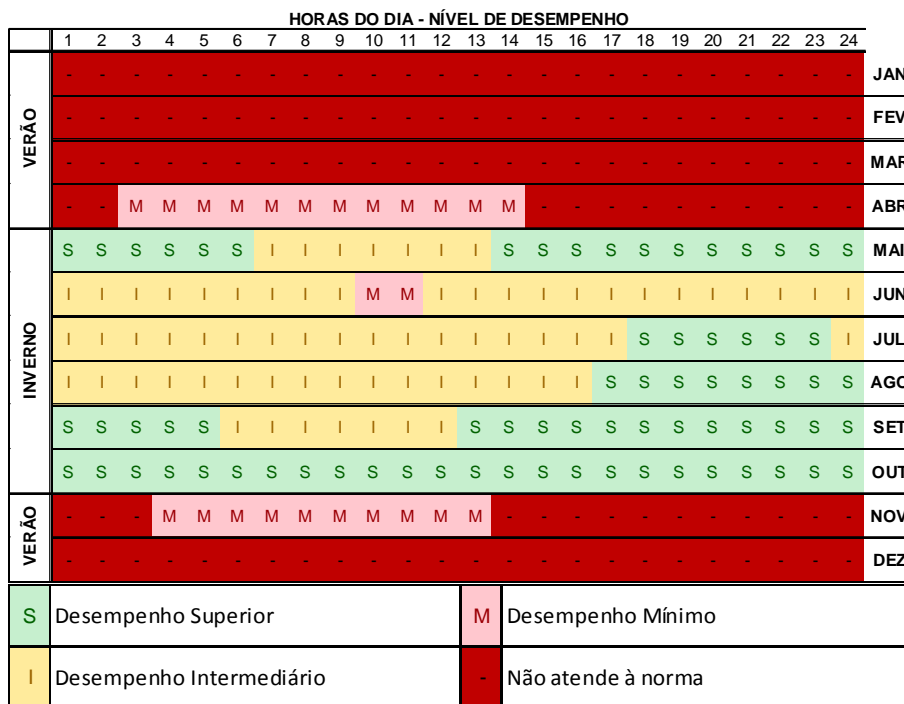 HORAS DO DIA - NÍVEL DE DESEMPENHO
1 2 3 4 5 6 7 8 9 10 11 12 13 14 15 16 17 18 19 20 21 22 23 24
VERÃO
- - - - - - - - - - - - - - - - - - - - - - - - JAN
- - - - - - - - - - - - - - - - - - - - - - - - FEV
- - - - - - - - - - - - - - - - - - - - - - - - MAR
- - M M M M M M M M M M M M - - - - - - - - - - ABR
INVERNO
S S S S S S I I I I I I I S S S S S S S S S S S MAI
I I I I I I I I I M M I I I I I I I I I I I I I JUN
I I I I I I I I I I I I I I I I I S S S S S S I JUL
I I I I I I I I I I I I I I I I S S S S S S S S AGO
S S S S S I I I I I I I S S S S S S S S S S S S SET
S S S S S S S S S S S S S S S S S S S S S S S S OUT
VERÃO
- - - M M M M M M M M M M - - - - - - - - - - - NOV
- - - - - - - - - - - - - - - - - - - - - - - - DEZ
S Desempenho Superior M Desempenho Mínimo
I Desempenho Intermediário - Não atende à norma